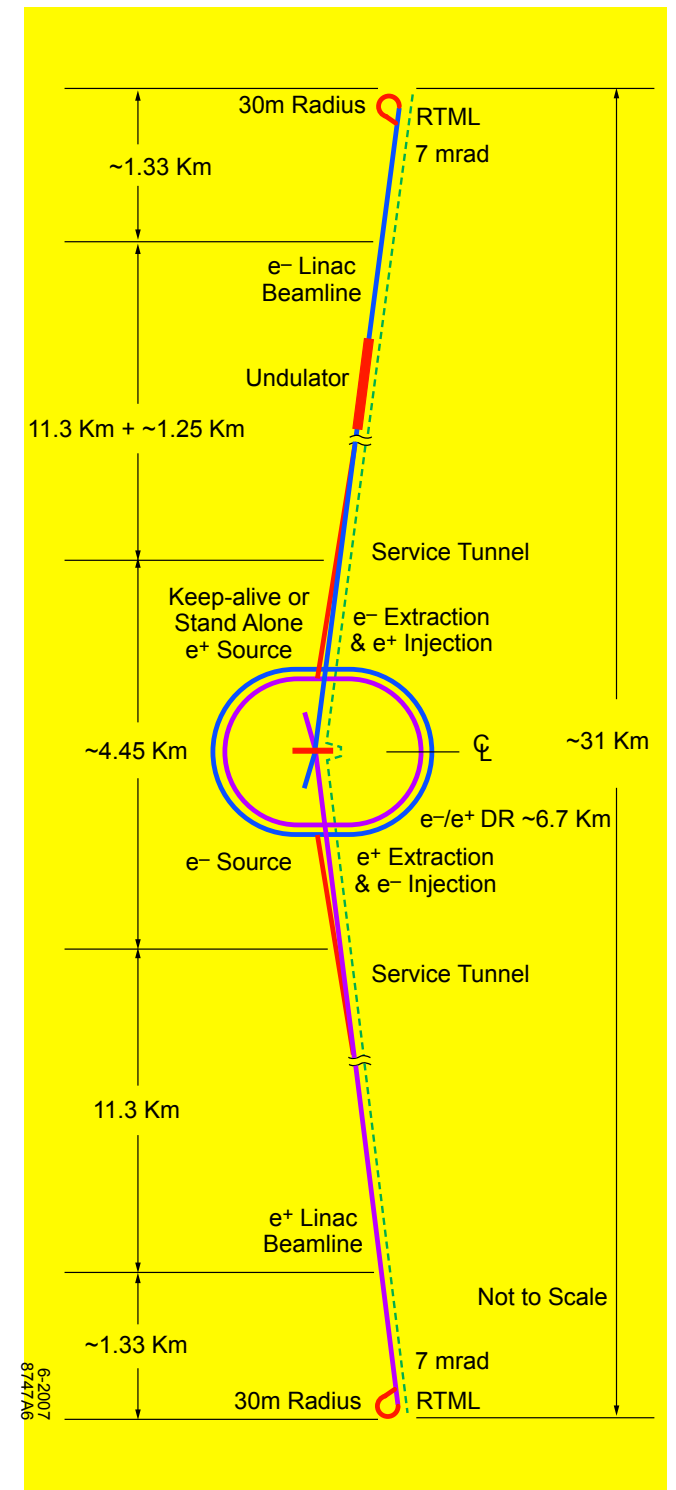 30m Radius
RTML
7 mrad
~1.33 Km
e– Linac
Beamline
Undulator
11.3 Km + ~1.25 Km
Service Tunnel
Keep-alive or
Stand Alone
e+ Source
e– Extraction
& e+ Injection
~4.45 Km
℄
~31 Km
e–/e+ DR ~6.7 Km
e– Source
e+ Extraction
& e– Injection
Service Tunnel
11.3 Km
e+ Linac
Beamline
Not to Scale
~1.33 Km
7 mrad
30m Radius
RTML
6-2007
8747A6